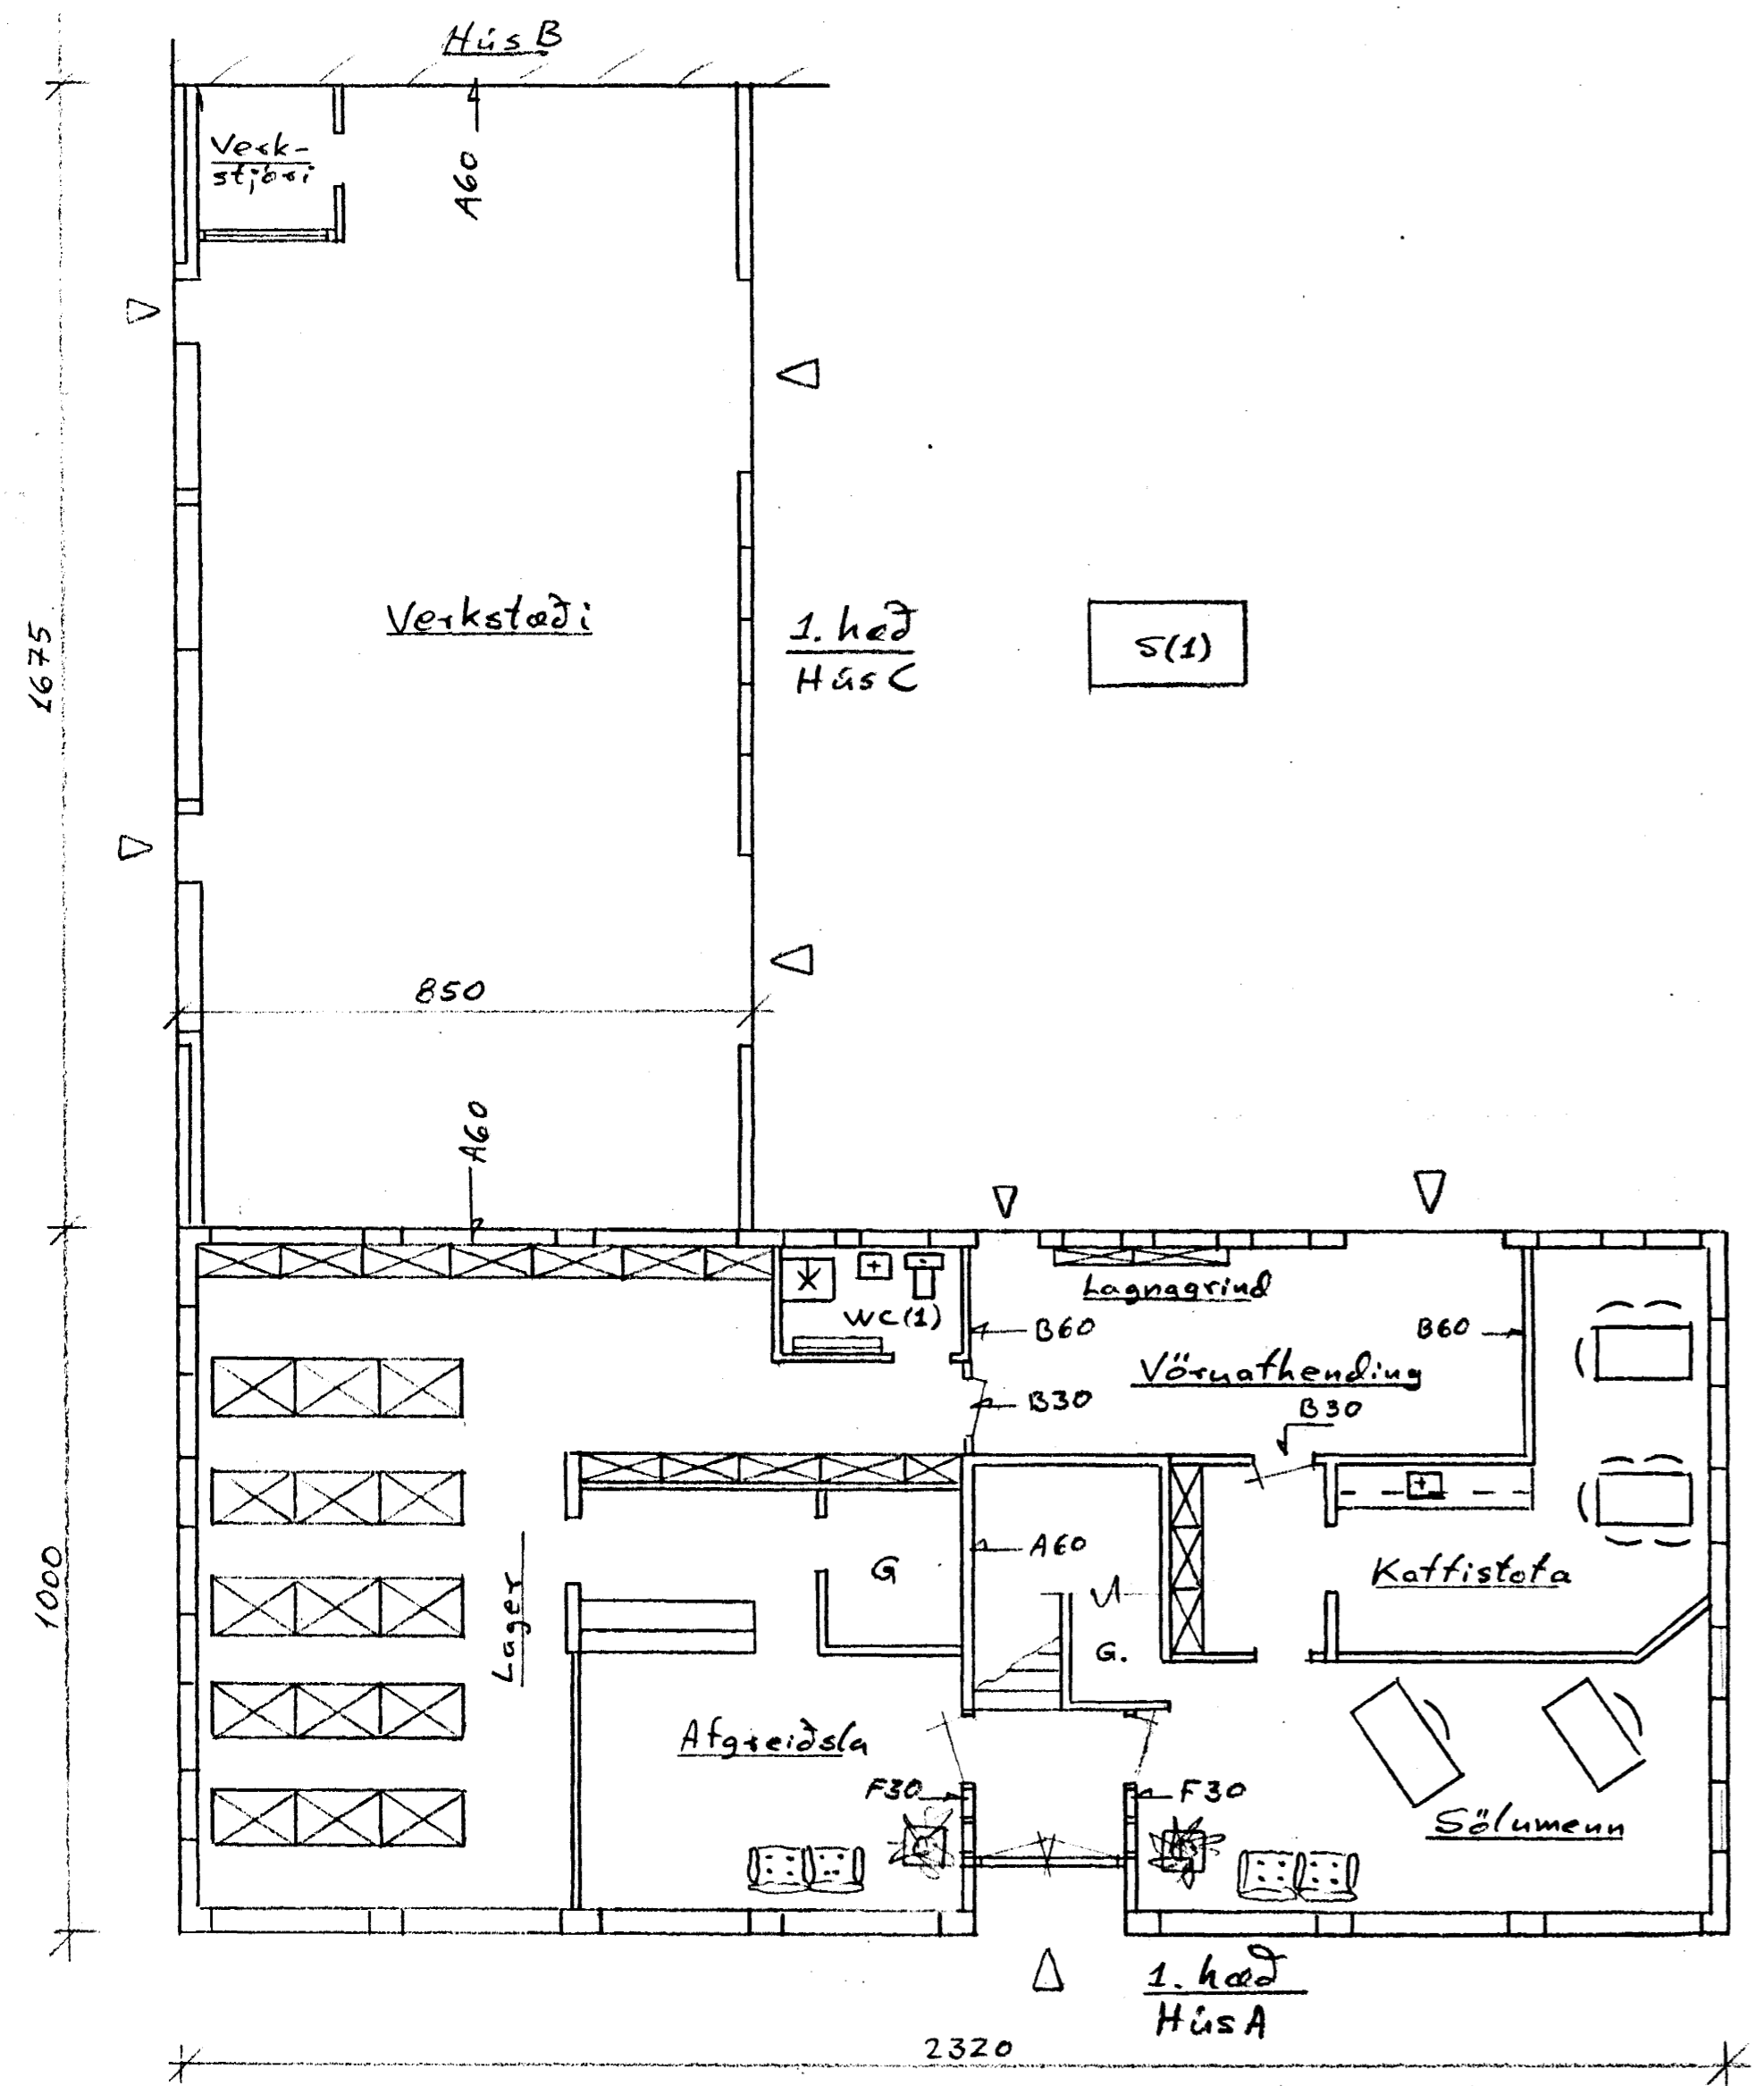 Hús B
Verk-
stjóri
A60
Verkstæði
1. hæð
Hús C
S(1)
1675
850
A60
Lagnagrind
WC(1)
B60
B60
Vöruafhending
B30
B30
G
A60
Kaffistofa
G.
Lager
1000
Afgreiðsla
F30
F30
Sölumenn
1. hæð
Hús A
2320